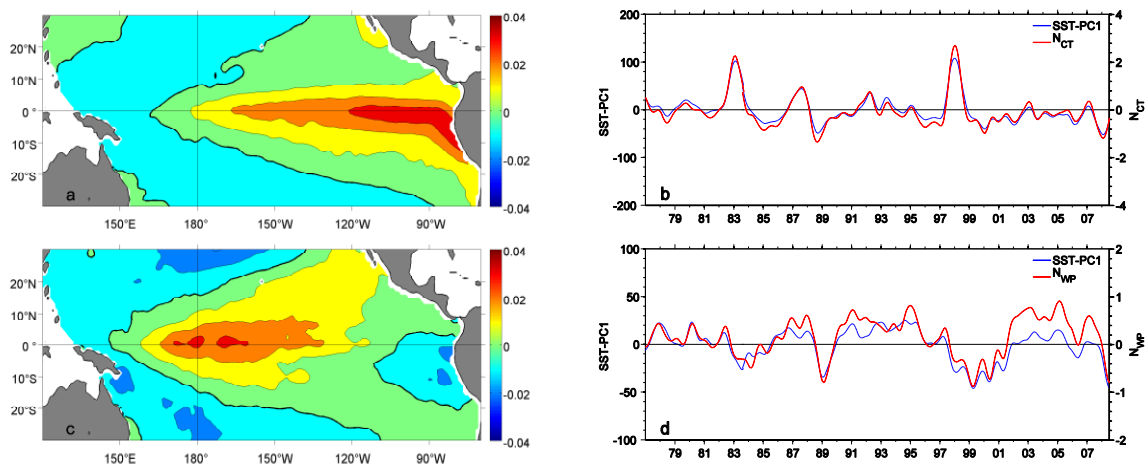 20°N
10°N
0°
10°S
20°S
150°E 180° 150°W 120°W 90°W
a
0.04
0.02
0
-0.02
-0.04
200
100
0
-100
-200
SST-PC1
SST-PC1
N_CT
4
2
0
-2
-4
N_CT
79 81 83 85 87 89 91 93 95 97 99 01 03 05 07
b
20°N
10°N
0°
10°S
20°S
150°E 180° 150°W 120°W 90°W
c
0.04
0.02
0
-0.02
-0.04
100
50
0
-50
-100
SST-PC1
SST-PC1
N_WP
2
1
0
-1
-2
N_WP
79 81 83 85 87 89 91 93 95 97 99 01 03 05 07
d